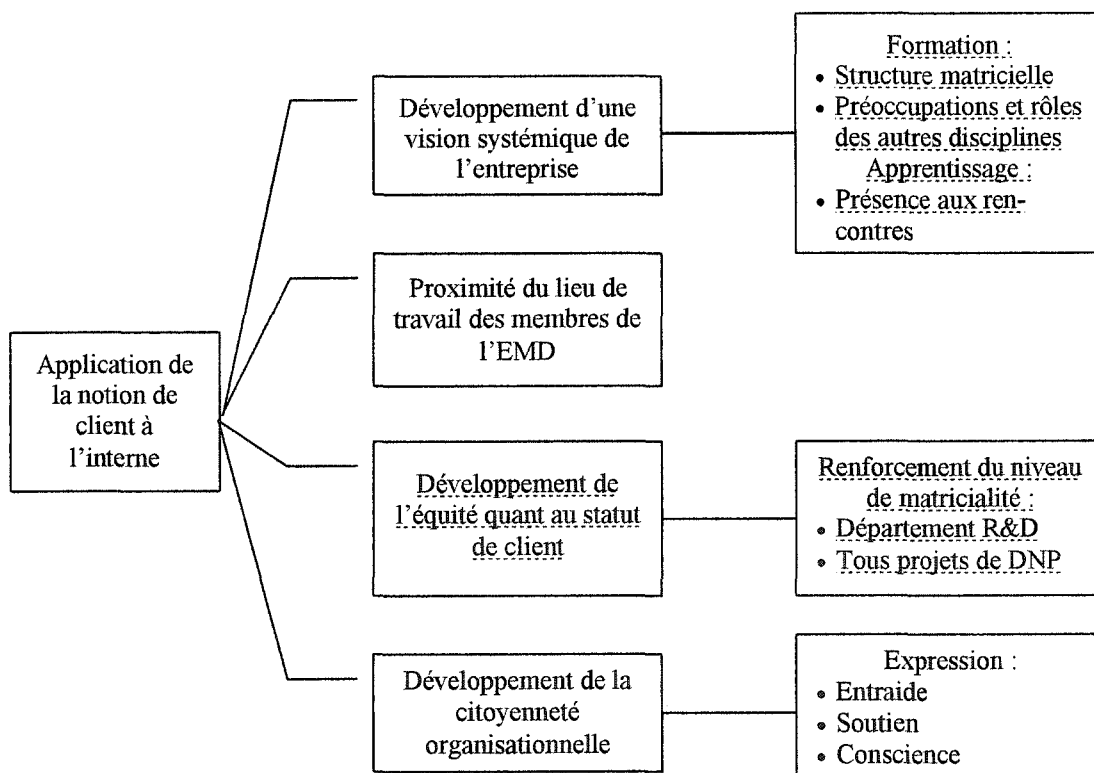 Application de
la notion de
client à
l'interne
Développement d'une
vision systémique de
l'entreprise
Formation :
• Structure matricielle
• Préoccupations et rôles
des autres disciplines
Apprentissage :
• Présence aux ren-
contres
Proximité du lieu de
travail des membres de
l'EMD
Développement de
l'équité quant au statut
de client
Renforcement du niveau
de matricialité :
• Département R&D
• Tous projets de DNP
Développement de la
citoyenneté
organisationnelle
Expression :
• Entraide
• Soutien
• Conscience